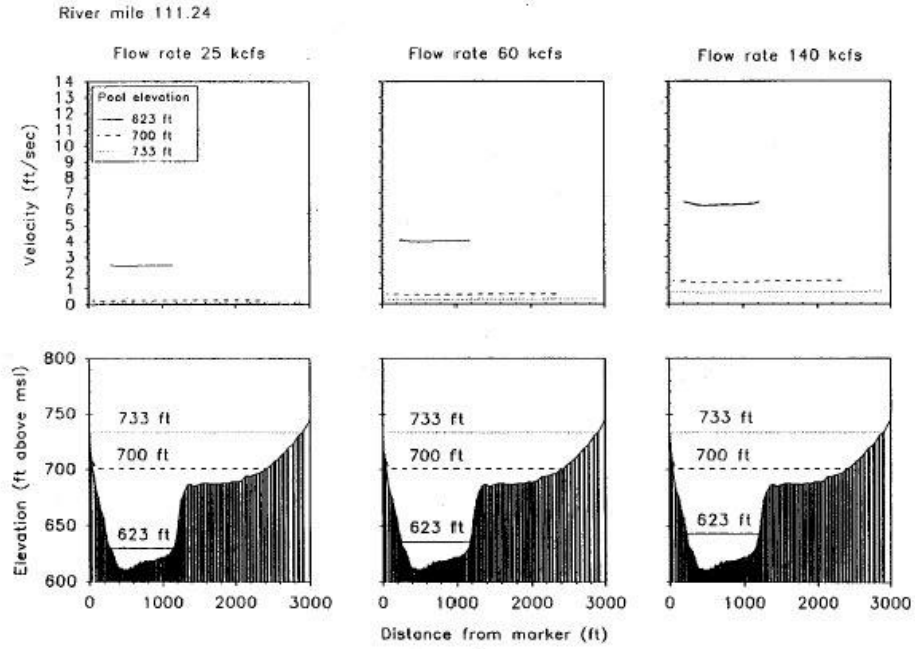 River mile 111.24
Flow rate 25 kcfs
Flow rate 60 kcfs
Flow rate 140 kcfs
Velocity (ft/sec)
14
13
12
11
10
9
8
7
6
5
4
3
2
1
0
Pool elevation
623 ft
700 ft
733 ft
Elevation (ft above msl)
800
750
700
650
600
733 ft
700 ft
623 ft
733 ft
700 ft
623 ft
733 ft
700 ft
623 ft
0 1000 2000 3000
0 1000 2000 3000
0 1000 2000 3000
Distance from marker (ft)